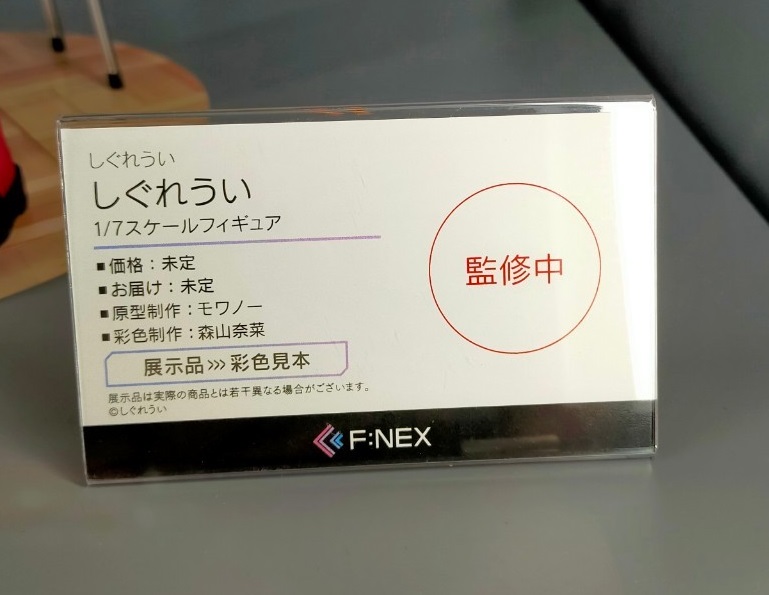 しぐれうい
しぐれうい
1/7スケールフィギュア
■価格：未定
■お届け：未定
■原型制作：モワノー
■彩色制作：森山奈菜
展示品>>>彩色見本
展示品は実際の商品とは若干異なる場合がございます。
©しぐれうい
監修中
F:NEX